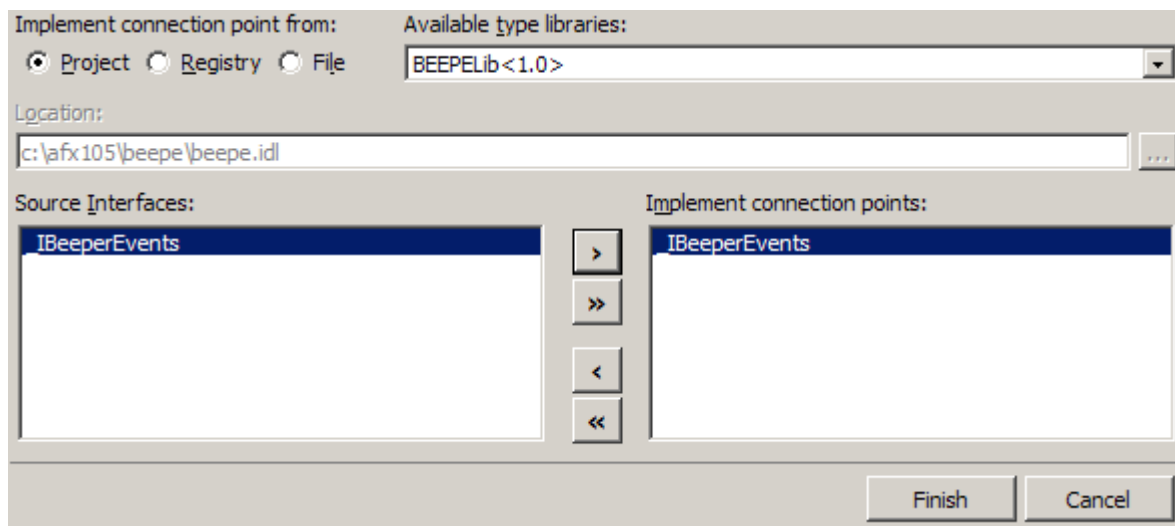 Implement connection point from: Available type libraries:
Project Registry File BEEPELib<1.0>
Location:
c:\afx105\beepe\beepe.idl ...
Source Interfaces: Implement connection points:
_IBeeperEvents > _IBeeperEvents
»
<
«
Finish Cancel